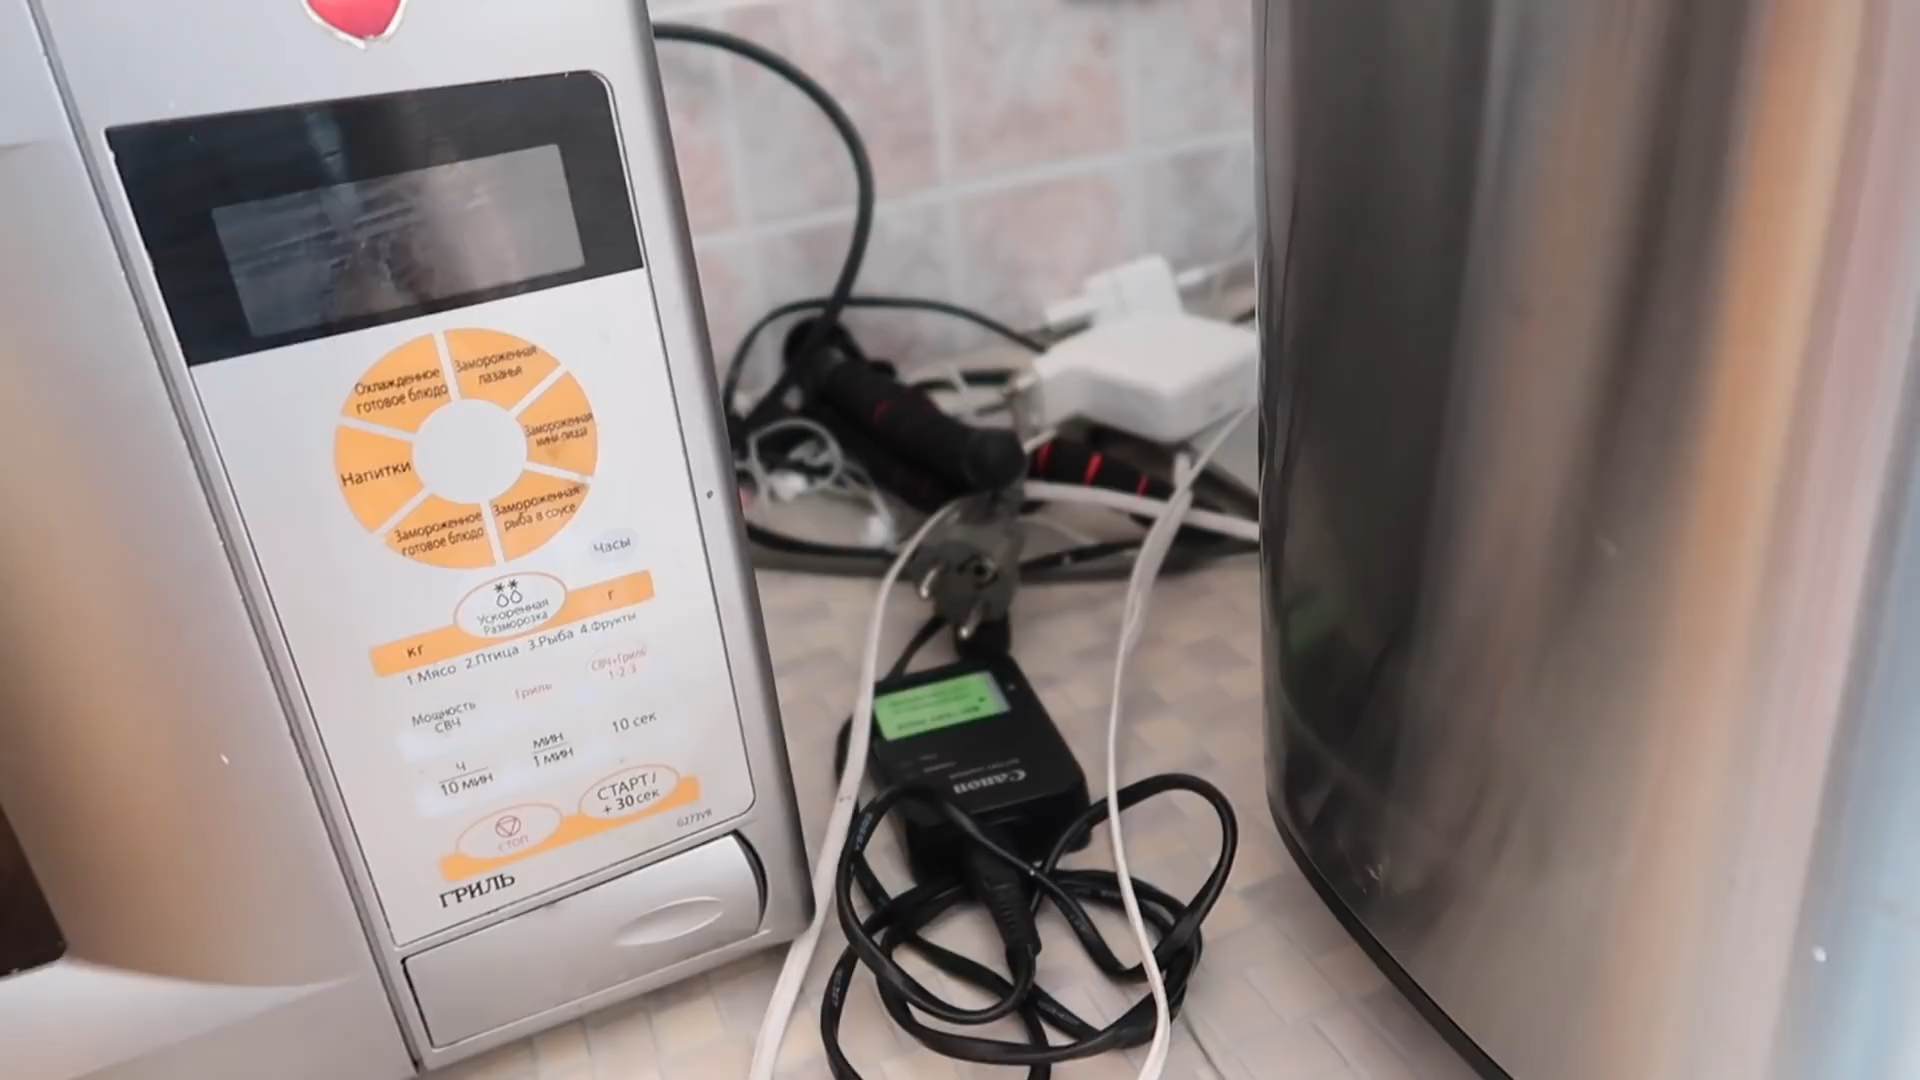 Охлажденное
готовое блюдо
Замороженная
лазанья
Замороженная
мини-пицца
Напитки
Замороженное
готовое блюдо
Замороженная
рыба в соусе
Часы
Ускоренная
Разморозка
кг
г
1.Мясо 2.Птица 3.Рыба 4.Фрукты
Мощность
СВЧ
Гриль
СВЧ+Гриль
1-2-3
ч
10 мин
мин
1 мин
10 сек
СТОП
СТАРТ/
+ 30сек
G273VR
ГРИЛЬ
Canon